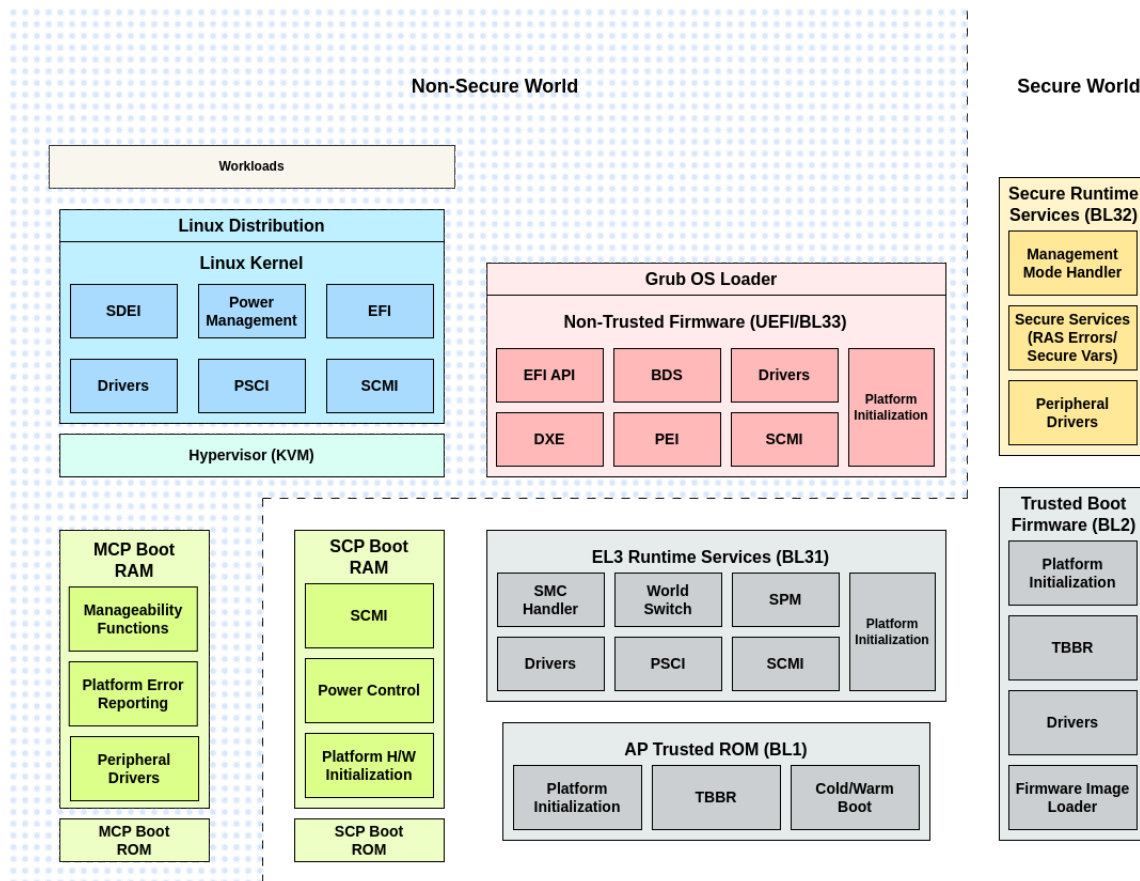 Non-Secure World
Secure World
Workloads
Linux Distribution
Linux Kernel
SDEI
Power
Management
EFI
Drivers
PSCI
SCMI
Hypervisor (KVM)
Grub OS Loader
Non-Trusted Firmware (UEFI/BL33)
EFI API
BDS
Drivers
Platform
Initialization
DXE
PEI
SCMI
Secure Runtime
Services (BL32)
Management
Mode Handler
Secure Services
(RAS Errors/
Secure Vars)
Peripheral
Drivers
MCP Boot
RAM
Manageability
Functions
Platform Error
Reporting
Peripheral
Drivers
MCP Boot
ROM
SCP Boot
RAM
SCMI
Power Control
Platform H/W
Initialization
SCP Boot
ROM
EL3 Runtime Services (BL31)
SMC
Handler
World
Switch
SPM
Platform
Initialization
Drivers
PSCI
SCMI
AP Trusted ROM (BL1)
Platform
Initialization
TBBR
Cold/Warm
Boot
Trusted Boot
Firmware (BL2)
Platform
Initialization
TBBR
Drivers
Firmware Image
Loader